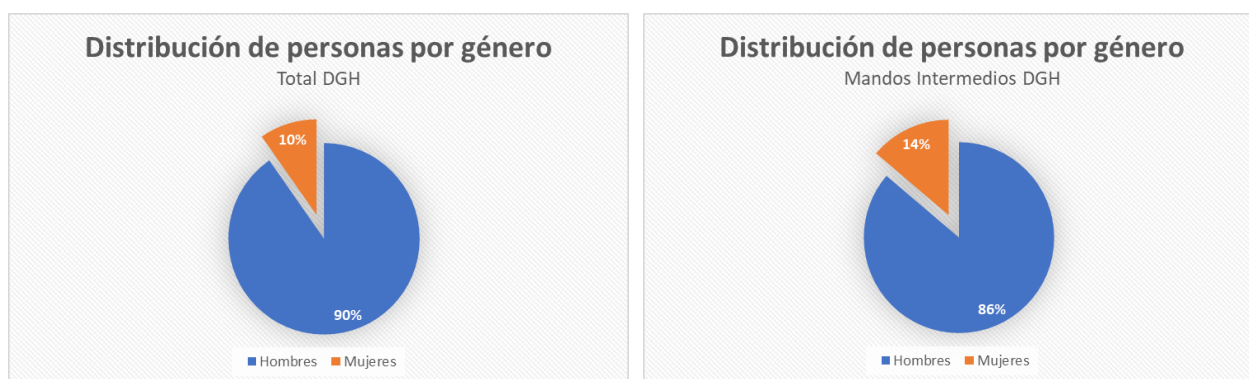 Distribución de personas por género
Total DGH
10%
90%
Hombres Mujeres
Distribución de personas por género
Mandos Intermedios DGH
14%
86%
Hombres Mujeres